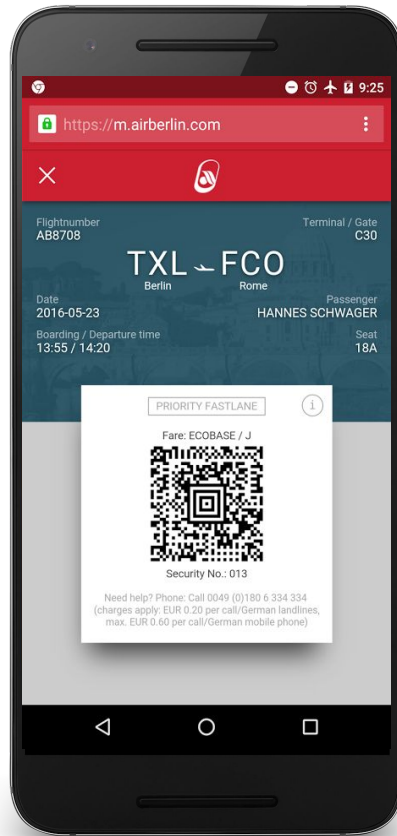 9:25
https://m.airberlin.com
Flightnumber
AB8708
Terminal / Gate
C30
TXL FCO
Berlin Rome
Date
2016-05-23
Passenger
HANNES SCHWAGER
Boarding / Departure time
13:55 / 14:20
Seat
18A
PRIORITY FASTLANE
i
Fare: ECOBASE / J
Security No.: 013
Need help? Phone: Call 0049 (0)180 6 334 334
(charges apply: EUR 0.20 per call/German landlines,
max. EUR 0.60 per call/German mobile phone)